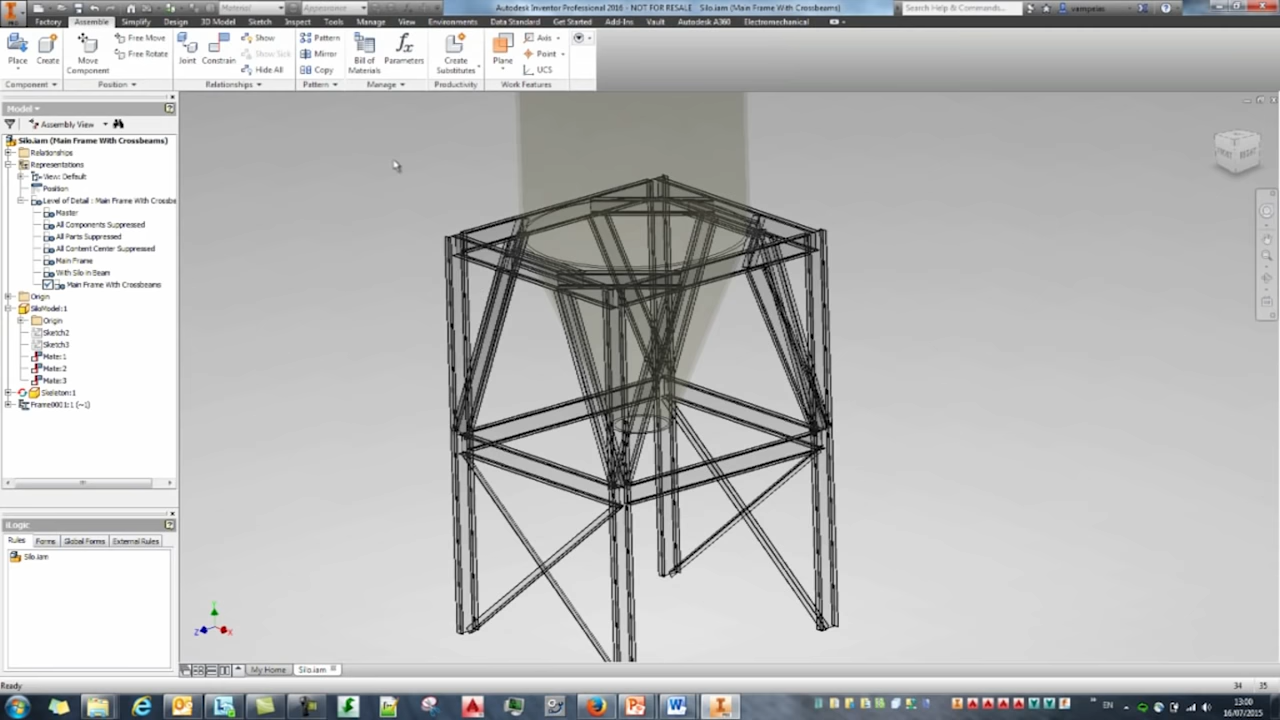 Material
Appearance
Autodesk Inventor Professional 2016 - NOT FOR RESALE Silo.iam (Main Frame With Crossbeams)
Search Help & Commands...
Factory Assemble Simplify Design 3D Model Sketch Inspect Tools Manage View Environments Data Standard Get Started Add-Ins Vault Autodesk A360 Electromechanical
Place Create Move Component Free Move Free Rotate Joint Constrain Show Show Sick Hide All Pattern Mirror Copy Bill of Materials Parameters Create Substitutes Plane Axis Point UCS
Component Position Relationships Pattern Manage Productivity Work Features
Model
Assembly View
Silo.iam (Main Frame With Crossbeams)
Relationships
Representations
View: Default
Position
Level of Detail : Main Frame With Crossbe
Master
All Components Suppressed
All Parts Suppressed
All Content Center Suppressed
Main Frame
With Silo in Beam
Main Frame With Crossbeams
Origin
SiloModel:1
Origin
Sketch2
Sketch3
Mate:1
Mate:2
Mate:3
Skeleton:1
Frame0001:1
iLogic
Rules Forms Global Forms External Rules
Silo.iam
FRONT RIGHT
Y
Z X
My Home Silo.iam
Ready
34 35
EN
13:00
16/07/2015